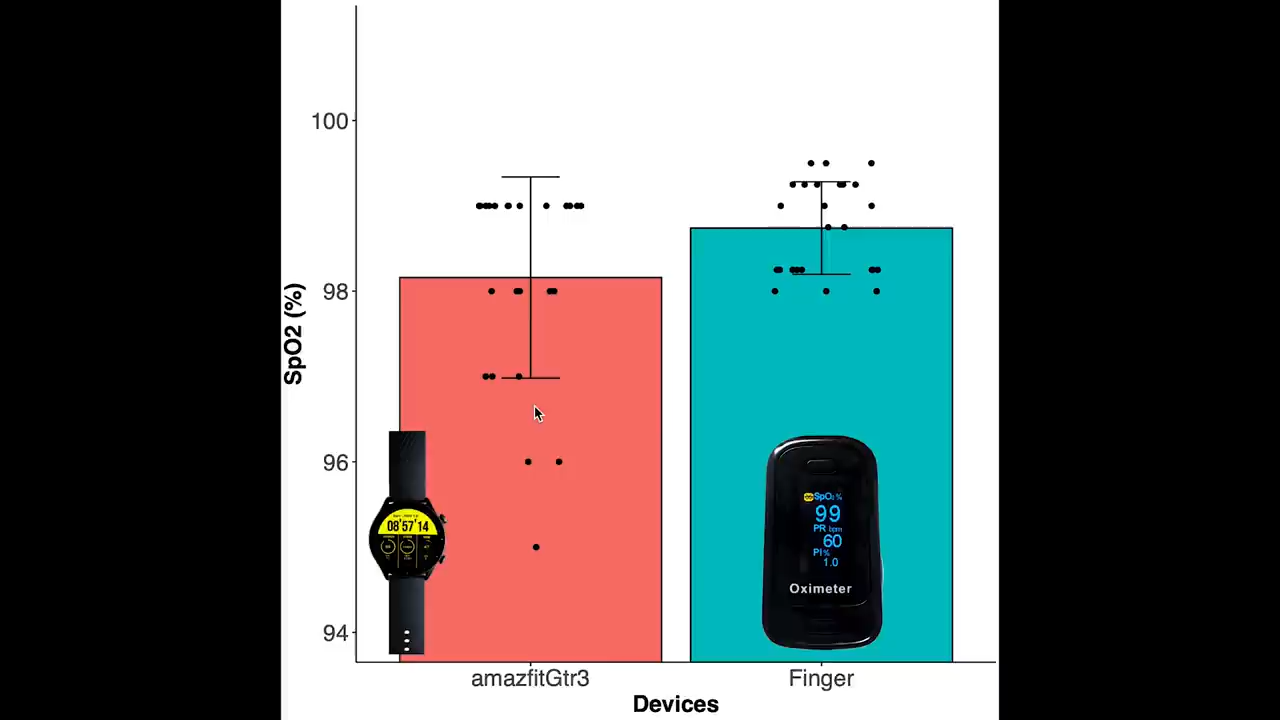 100
98
96
94
SpO2 (%)
08'57'14
SpO₂ %
99
PR bpm
60
PI%
1.0
Oximeter
amazfitGtr3
Finger
Devices